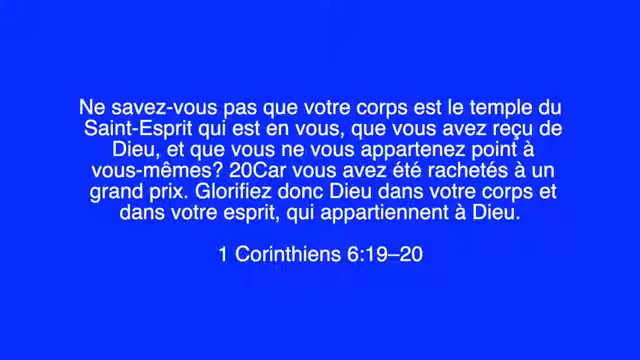 Ne savez-vous pas que votre corps est le temple du
Saint-Esprit qui est en vous, que vous avez reçu de
Dieu, et que vous ne vous appartenez point à
vous-mêmes? 20Car vous avez été rachetés à un
grand prix. Glorifiez donc Dieu dans votre corps et
dans votre esprit, qui appartiennent à Dieu.
1 Corinthiens 6:19–20